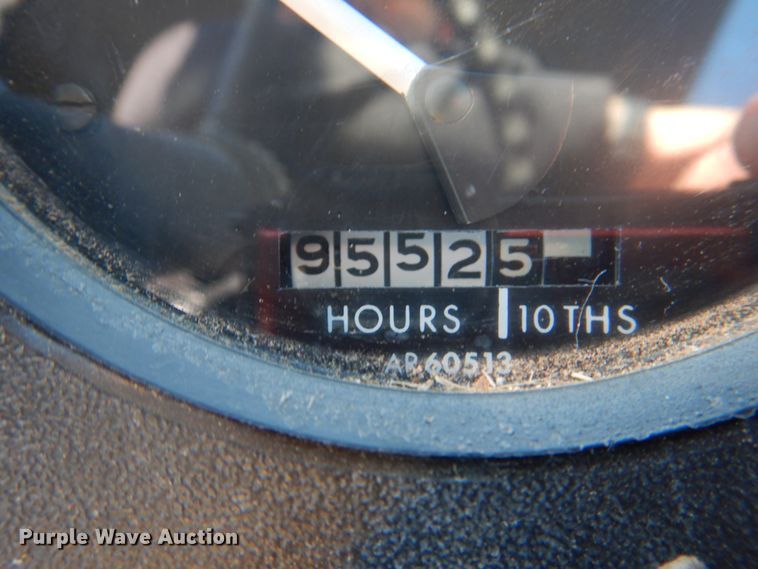 95525
HOURS 10THS
AR60513
Purple Wave Auction